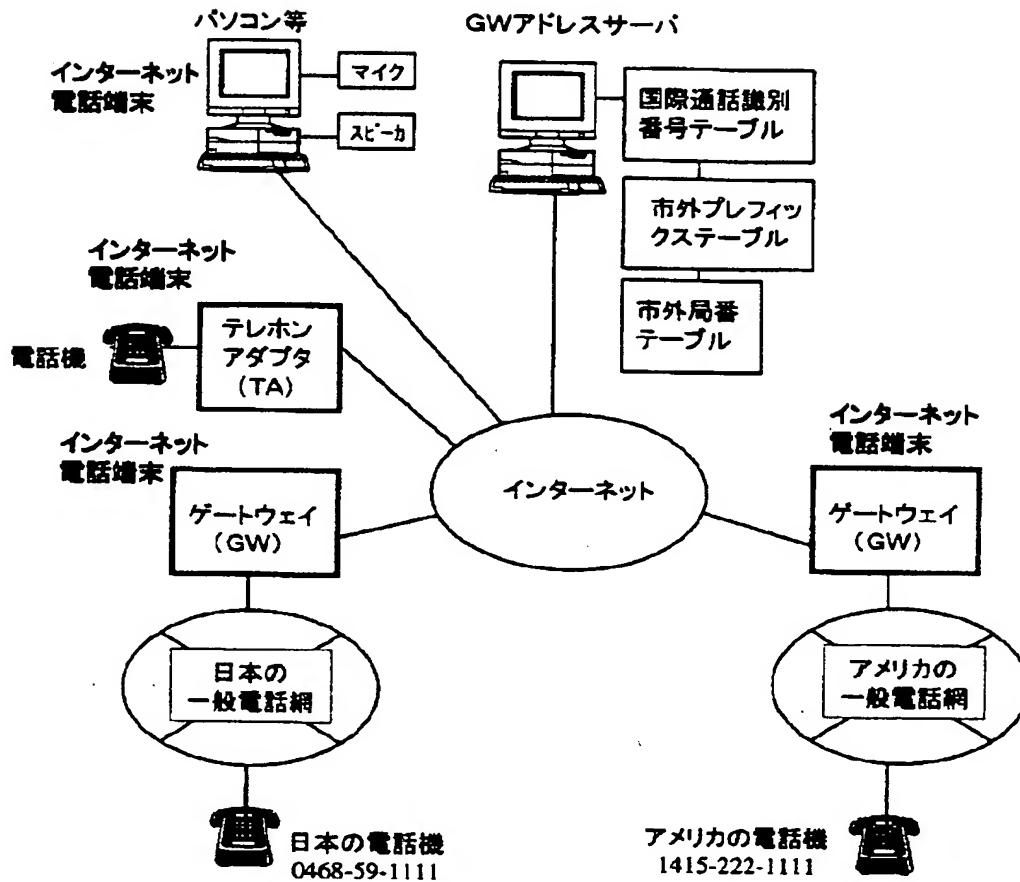 パソコン等
GWアドレスサーバ
インターネット
電話端末
マイク
スピーカ
国際通話識別
番号テーブル
市外プレフィッ
クステーブル
市外局番
テーブル
インターネット
電話端末
電話機
テレホン
アダプタ
(TA)
インターネット
電話端末
ゲートウェイ
(GW)
インターネット
インターネット
電話端末
ゲートウェイ
(GW)
日本の
一般電話網
アメリカの
一般電話網
日本の電話機
0468-59-1111
アメリカの電話機
1415-222-1111